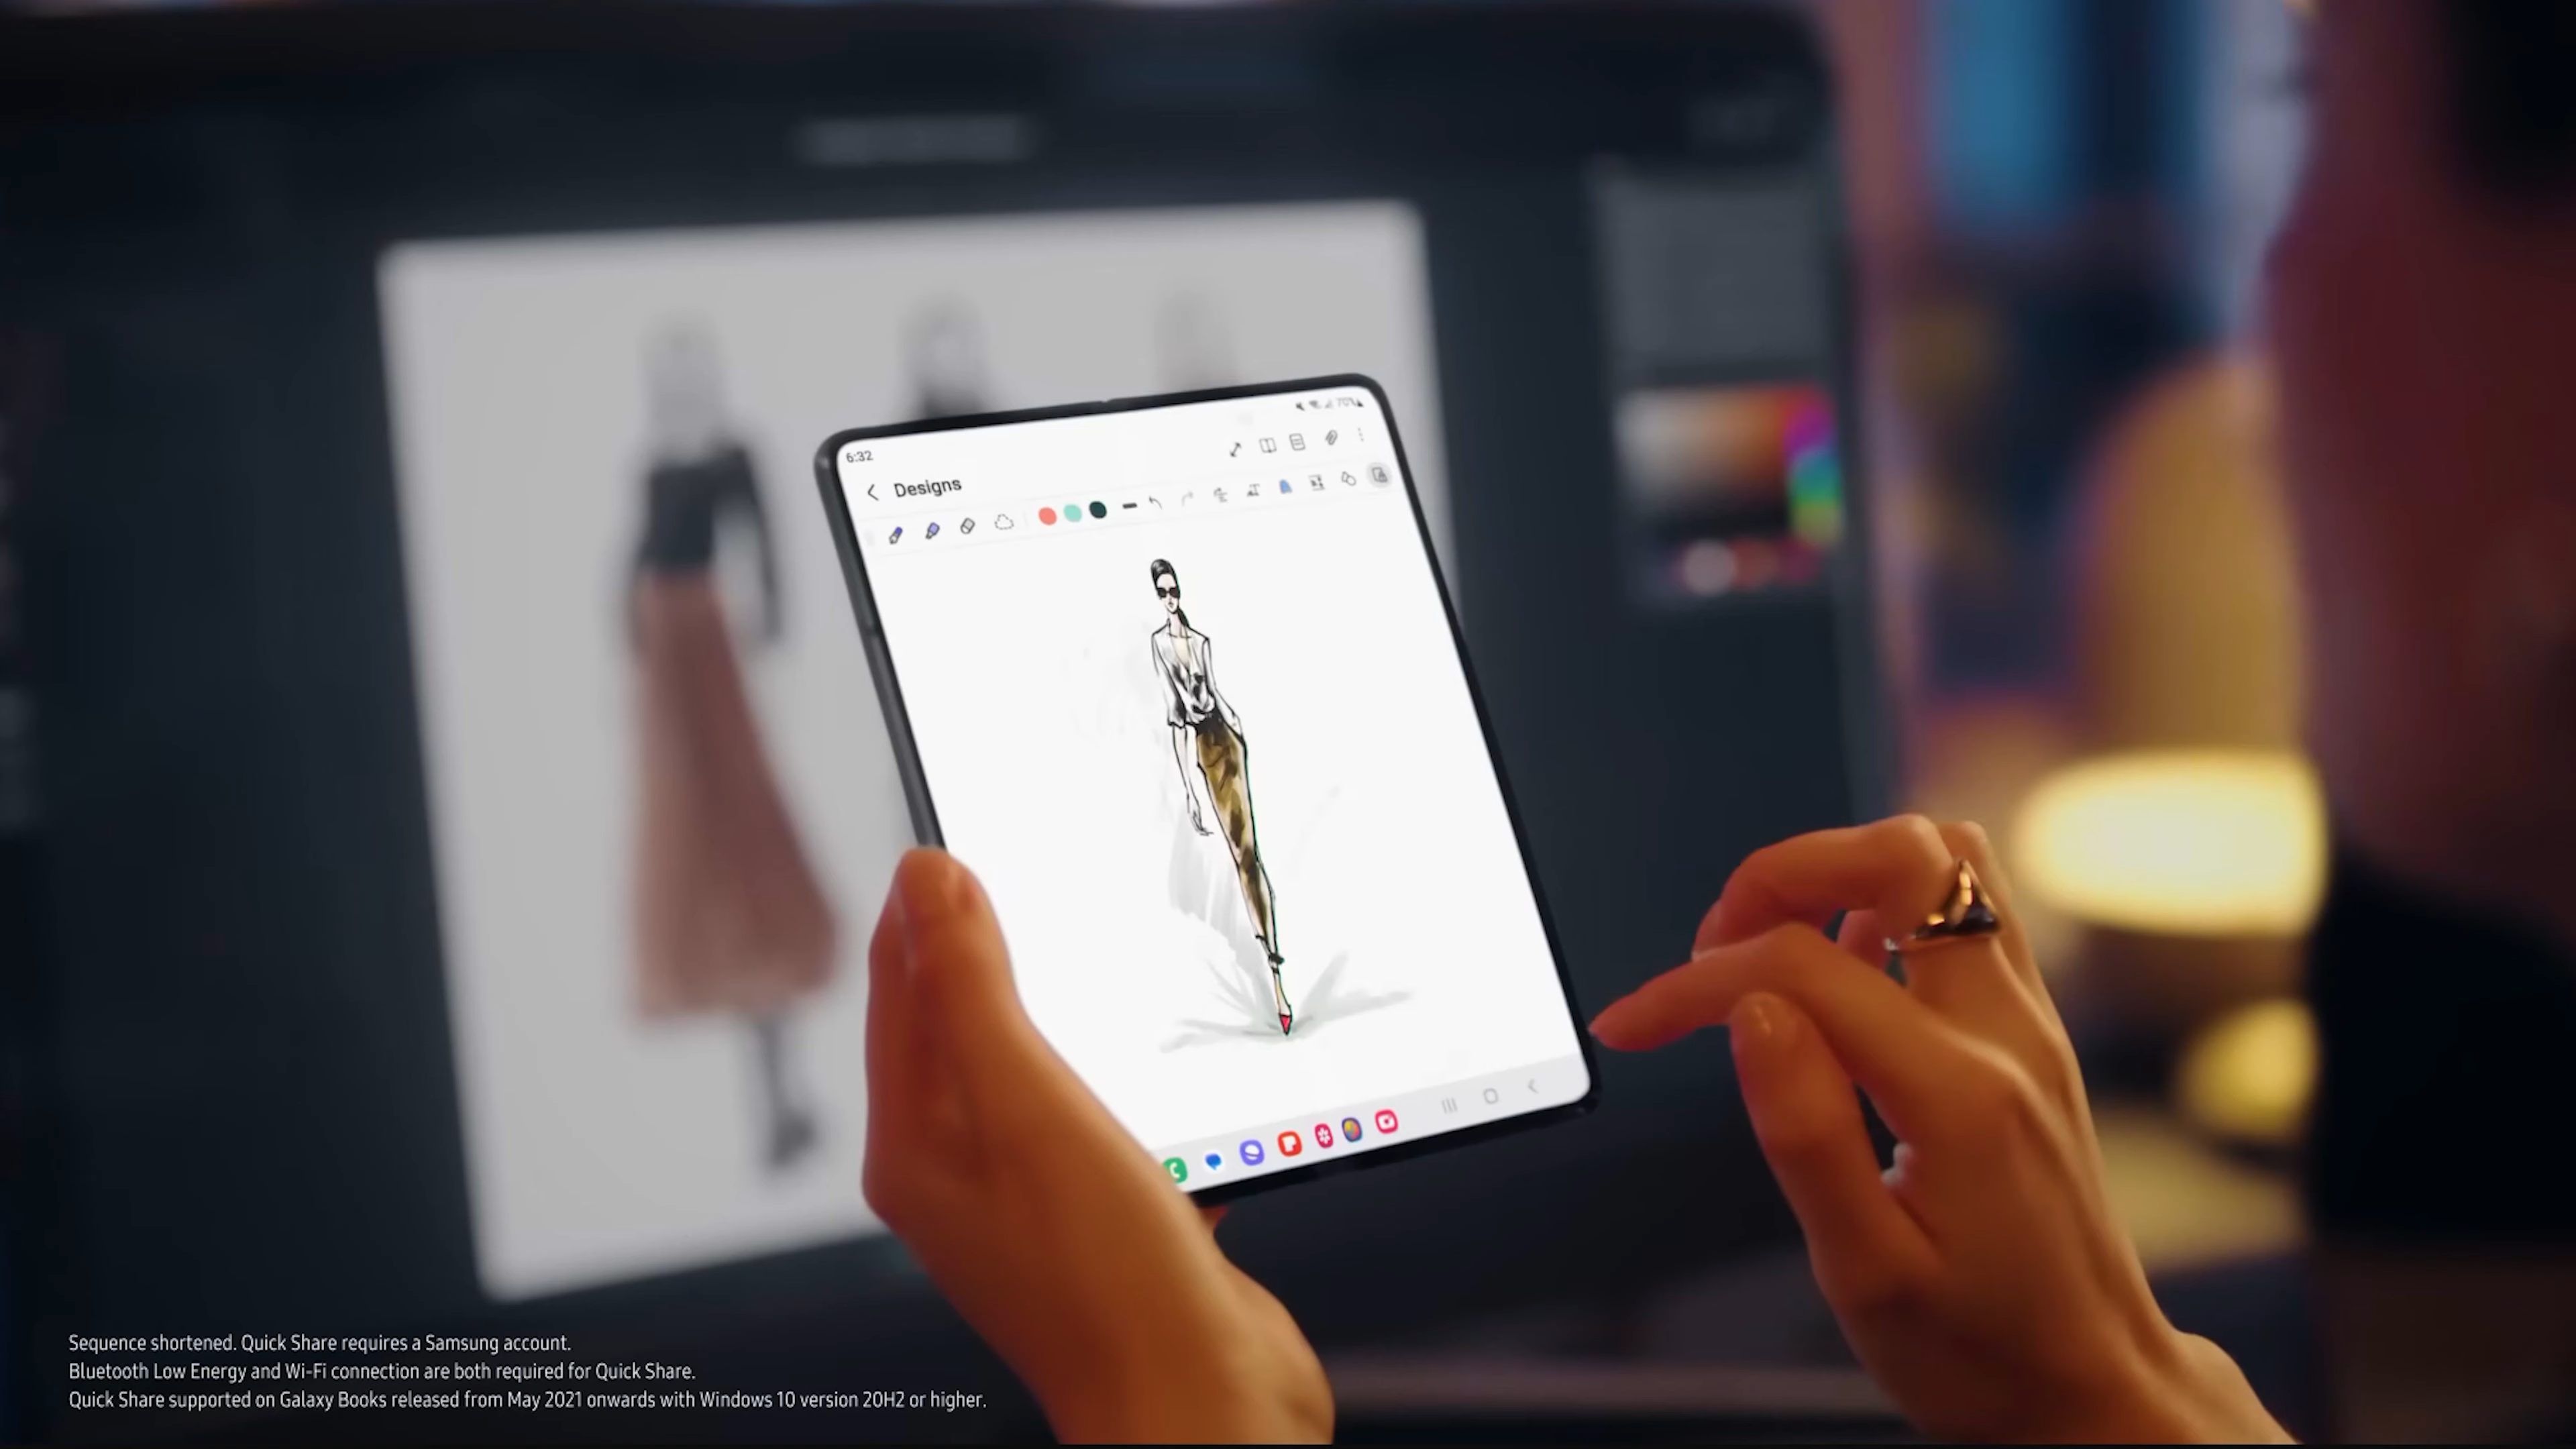 6:32
Designs
Sequence shortened. Quick Share requires a Samsung account.
Bluetooth Low Energy and Wi-Fi connection are both required for Quick Share.
Quick Share supported on Galaxy Books released from May 2021 onwards with Windows 10 version 20H2 or higher.